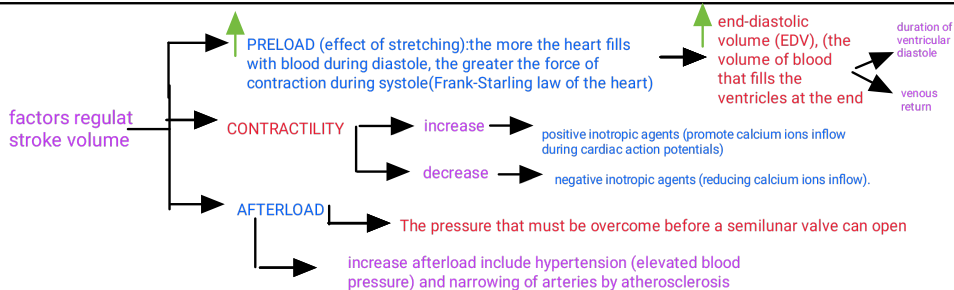 factors regulat
stroke volume
PRELOAD (effect of stretching):the more the heart fills
with blood during diastole, the greater the force of
contraction during systole(Frank-Starling law of the heart)
end-diastolic
volume (EDV), (the
volume of blood
that fills the
ventricles at the end
duration of
ventricular
diastole
venous
return
CONTRACTILITY
increase
positive inotropic agents (promote calcium ions inflow
during cardiac action potentials)
decrease
negative inotropic agents (reducing calcium ions inflow).
AFTERLOAD
The pressure that must be overcome before a semilunar valve can open
increase afterload include hypertension (elevated blood
pressure) and narrowing of arteries by atherosclerosis